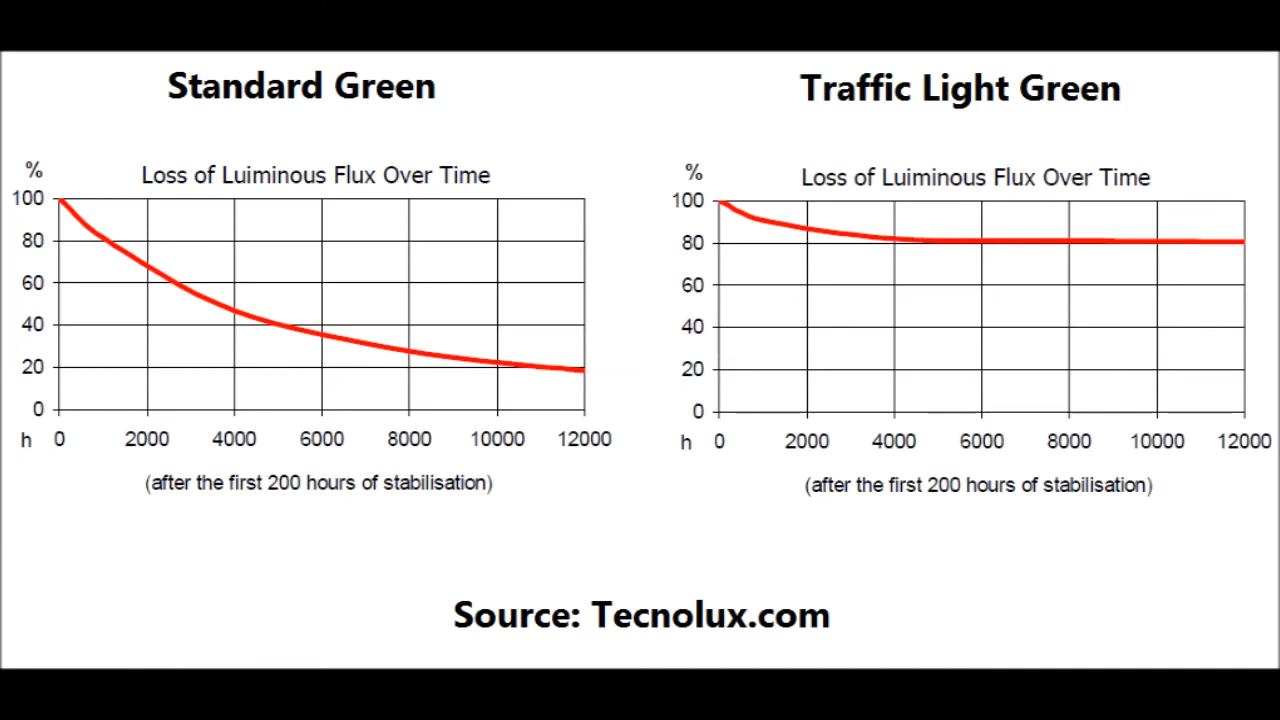 Standard Green
Traffic Light Green
%
Loss of Luiminous Flux Over Time
100
80
60
40
20
0
h 0 2000 4000 6000 8000 10000 12000
(after the first 200 hours of stabilisation)
%
Loss of Luiminous Flux Over Time
100
80
60
40
20
0
h 0 2000 4000 6000 8000 10000 12000
(after the first 200 hours of stabilisation)
Source: Tecnolux.com